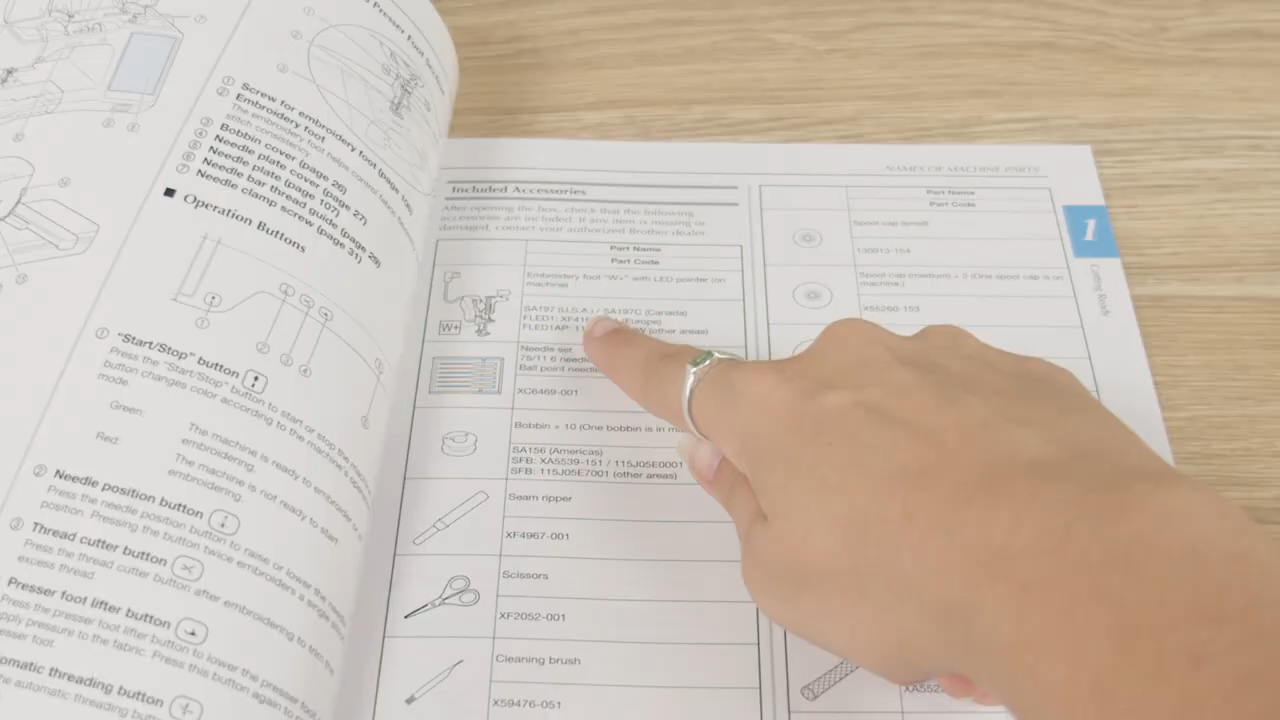 Presser Foot Section
① Screw for embroidery foot (page 106)
② Embroidery foot
The embroidery foot helps control fabric
stitch consistency.
③ Bobbin cover (page 26)
④ Needle plate cover (page 27)
⑤ Needle plate (page 107)
⑥ Needle bar thread guide (page 29)
⑦ Needle clamp screw (page 31)
■ Operation Buttons
① "Start/Stop" button
Press the "Start/Stop" button to start or stop the machine
button changes color according to the machine's
mode.
Green:
The machine is ready to embroider or is
embroidering.
Red:
The machine is not ready to start
embroidering.
② Needle position button
Press the needle position button to raise or lower the needle
position. Pressing the button twice embroiders a single
③ Thread cutter button
Press the thread cutter button after embroidering to trim the
excess thread.
Presser foot lifter button
Press the presser foot lifter button to lower the presser foot
apply pressure to the fabric. Press this button again to
presser foot.
the automatic threading button
NAMES OF MACHINE PARTS
Included Accessories
After opening the box, check that the following
accessories are included. If any item is missing or
damaged, contact your authorized Brother dealer.
Part Name
Part Code
Embroidery foot "W+" with LED pointer (on
machine)
W+
SA197 (U.S.A.) / SA197C (Canada)
FLED1: (Europe)
FLED1AP: (other areas)
Needle set
75/11 6
Ball point
XC6469-001
Bobbin × 10 (One bobbin is in
SA156 (Americas)
SFB: XA5539-151 / 115J05E0001
SFB: 115J05E7001 (other areas)
Seam ripper
XF4967-001
Scissors
XF2052-001
Cleaning brush
X59476-051
Part Name
Part Code
Spool cap (small)
130013-154
Spool cap (medium) × 2 (One spool cap is on
machine.)
X55260-153
1
Getting Ready